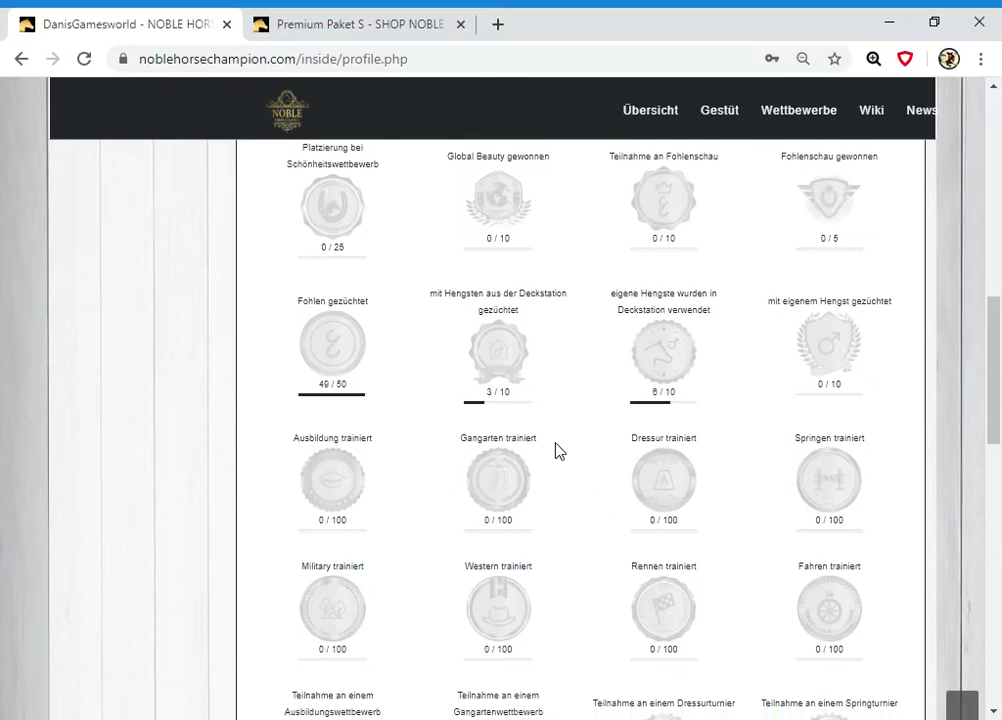 DanisGamesworld - NOBLE HORS
Premium Paket S - SHOP NOBLE
noblehorsechampion.com/inside/profile.php
NOBLE
Übersicht
Gestüt
Wettbewerbe
Wiki
News
Platzierung bei
Schönheitswettbewerb
Global Beauty gewonnen
Teilnahme an Fohlenschau
Fohlenschau gewonnen
0 / 25
0 / 10
0 / 10
0 / 5
Fohlen gezüchtet
mit Hengsten aus der Deckstation
gezüchtet
eigene Hengste wurden in
Deckstation verwendet
mit eigenem Hengst gezüchtet
49 / 50
3 / 10
6 / 10
0 / 10
Ausbildung trainiert
Gangarten trainiert
Dressur trainiert
Springen trainiert
0 / 100
0 / 100
0 / 100
0 / 100
Military trainiert
Western trainiert
Rennen trainiert
Fahren trainiert
0 / 100
0 / 100
0 / 100
0 / 100
Teilnahme an einem
Ausbildungswettbewerb
Teilnahme an einem
Gangartenwettbewerb
Teilnahme an einem Dressurturnier
Teilnahme an einem Springturnier